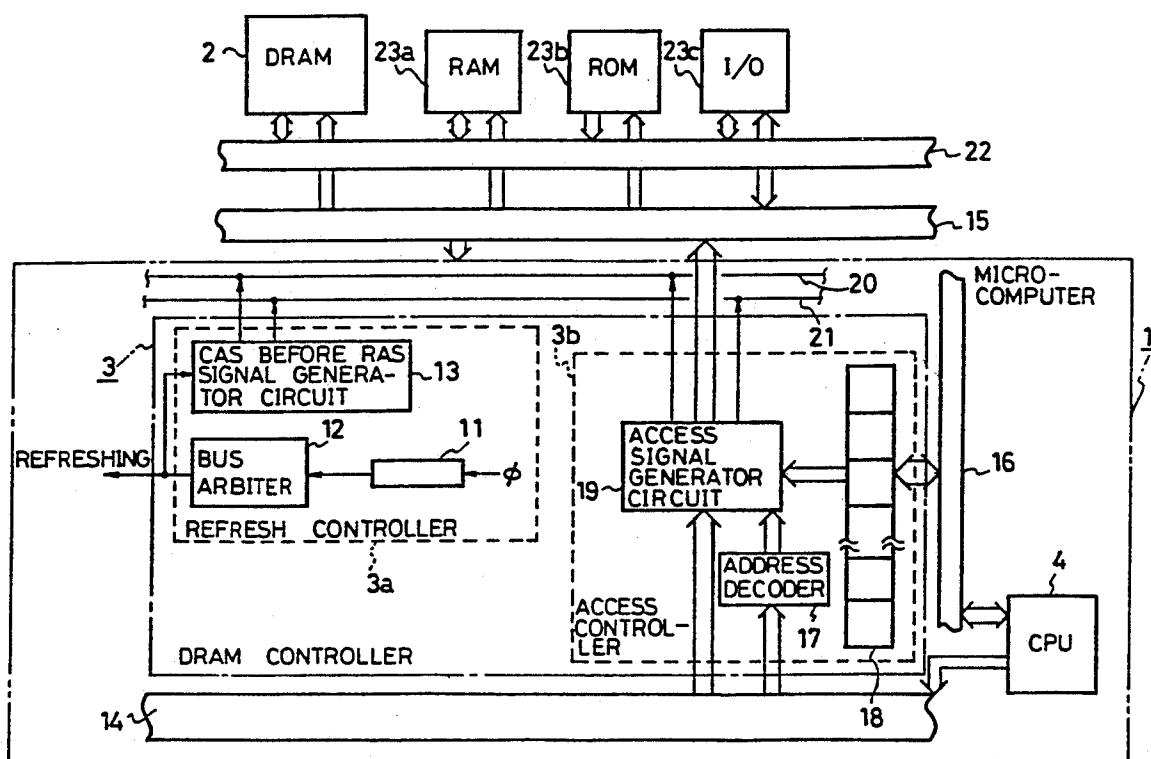 2
DRAM
23a
RAM
23b
ROM
23c
I/O
22
15
20
MICRO-
COMPUTER
21
1
3
CAS BEFORE RAS
SIGNAL GENERA-
TOR CIRCUIT
13
3b
12
11
REFRESHING
BUS
ARBITER
φ
REFRESH CONTROLLER
3a
ACCESS
SIGNAL
GENERATOR
CIRCUIT
19
16
ADDRESS
DECODER
17
ACCESS
CONTROL-
LER
4
CPU
DRAM CONTROLLER
18
14